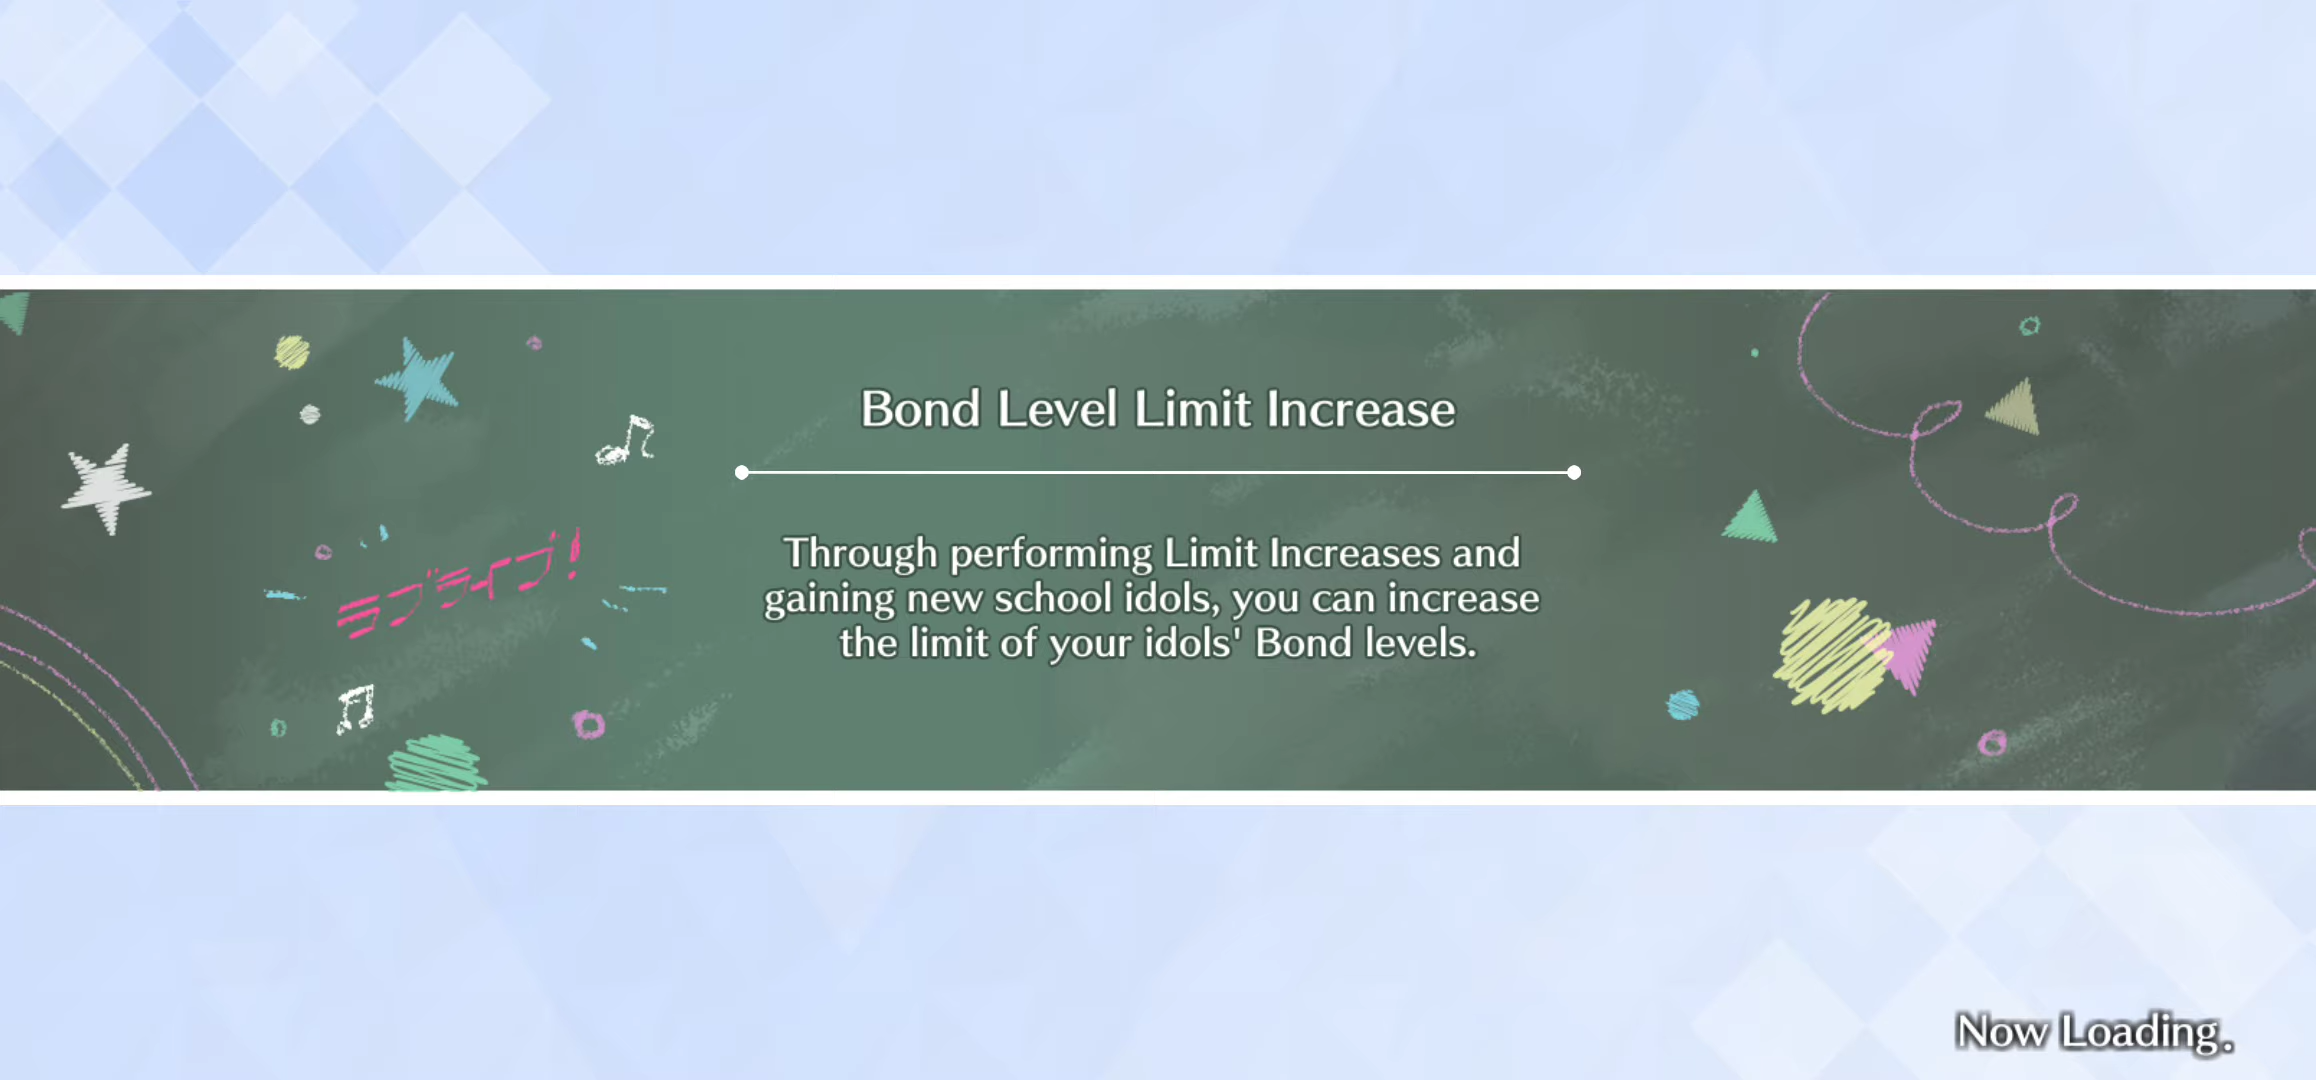 Bond Level Limit Increase
ラブライブ!
Through performing Limit Increases and
gaining new school idols, you can increase
the limit of your idols' Bond levels.
Now Loading.